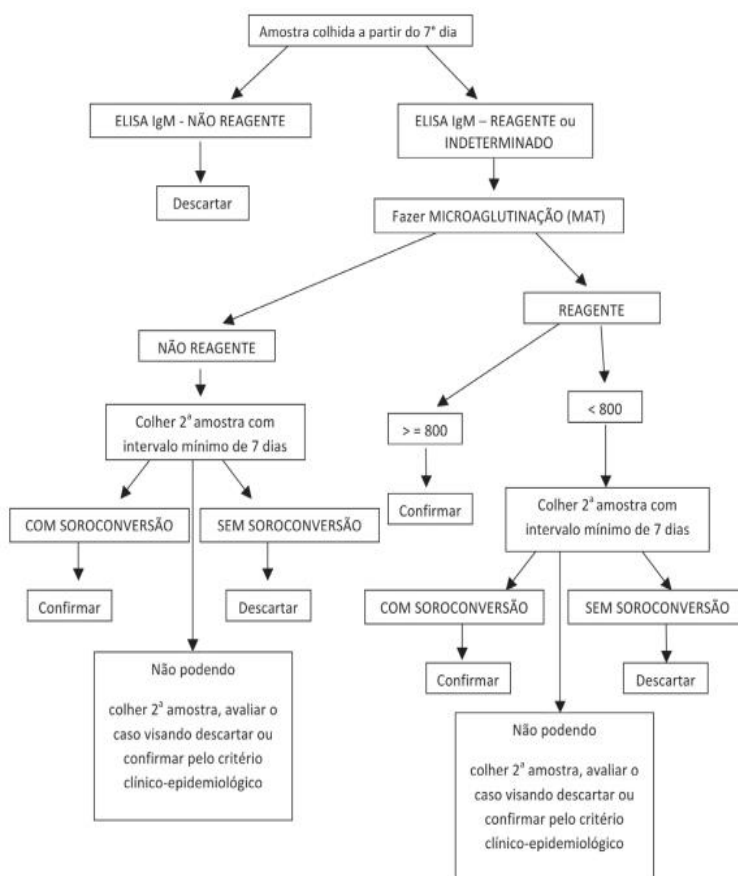 Amostra colhida a partir do 7° dia
ELISA IgM - NÃO REAGENTE
ELISA IgM – REAGENTE ou
INDETERMINADO
Descartar
Fazer MICROAGLUTINAÇÃO (MAT)
NÃO REAGENTE
REAGENTE
Colher 2ª amostra com
intervalo mínimo de 7 dias
> = 800
< 800
COM SOROCONVERSÃO
SEM SOROCONVERSÃO
Confirmar
Colher 2ª amostra com
intervalo mínimo de 7 dias
Confirmar
Descartar
COM SOROCONVERSÃO
SEM SOROCONVERSÃO
Não podendo
colher 2ª amostra, avaliar o
caso visando descartar ou
confirmar pelo critério
clínico-epidemiológico
Confirmar
Descartar
Não podendo
colher 2ª amostra, avaliar o
caso visando descartar ou
confirmar pelo critério
clínico-epidemiológico